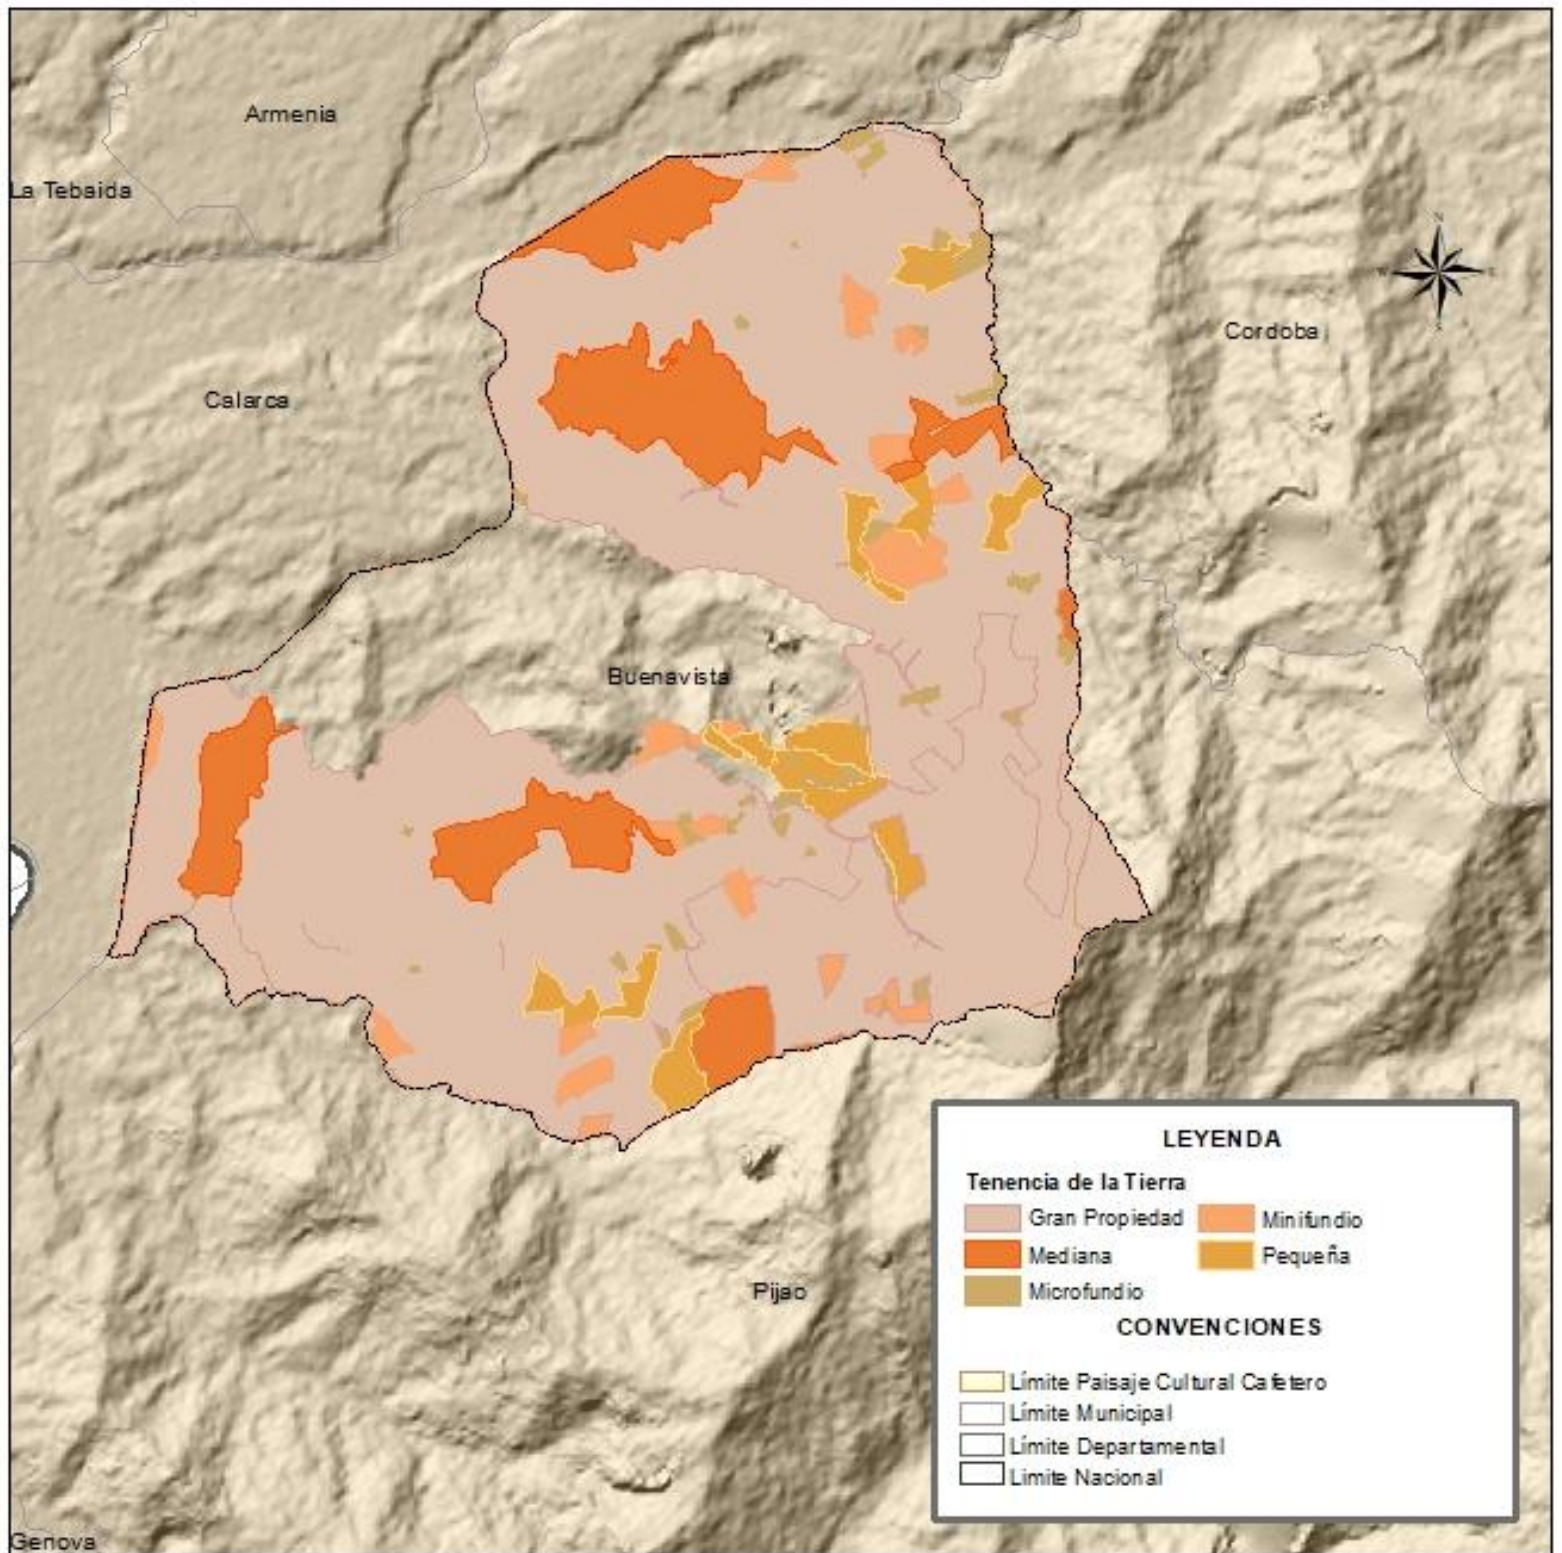 Armenia
La Tebaida
N
W
E
S
Cordoba
Calarca
Buenavista
Pijao
Genova
LEYENDA
Tenencia de la Tierra
Gran Propiedad
Minifundio
Mediana
Pequeña
Microfundio
CONVENCIONES
Límite Paisaje Cultural Cafetero
Límite Municipal
Límite Departamental
Limite Nacional